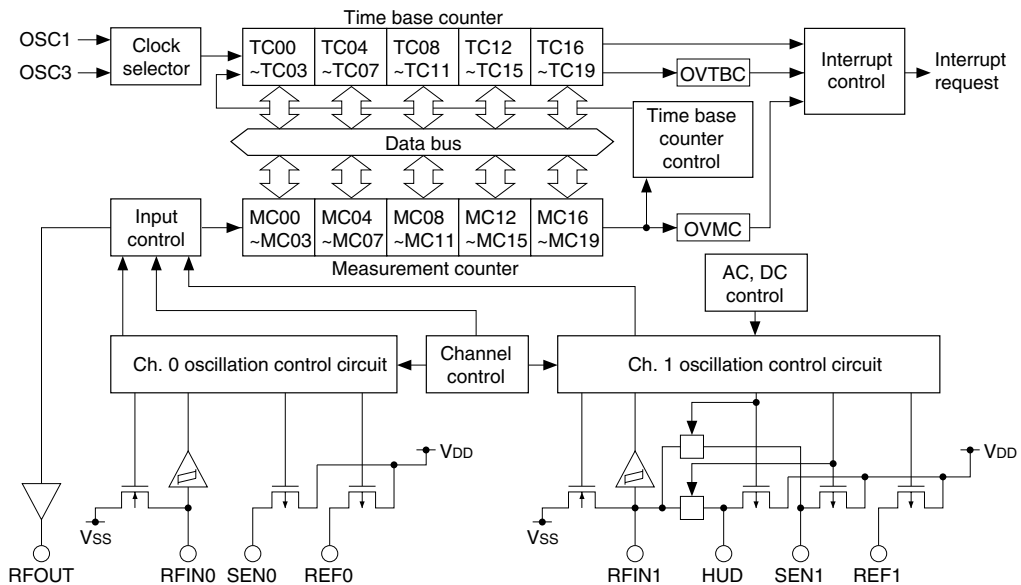 Time base counter
OSC1
OSC3
Clock
selector
TC00
~TC03
TC04
~TC07
TC08
~TC11
TC12
~TC15
TC16
~TC19
OVTBC
Interrupt
control
Interrupt
request
Data bus
Time base
counter
control
Input
control
MC00
~MC03
MC04
~MC07
MC08
~MC11
MC12
~MC15
MC16
~MC19
OVMC
Measurement counter
AC, DC
control
Ch. 0 oscillation control circuit
Channel
control
Ch. 1 oscillation control circuit
VDD
VDD
VSS
VSS
RFOUT
RFIN0
SEN0
REF0
RFIN1
HUD
SEN1
REF1